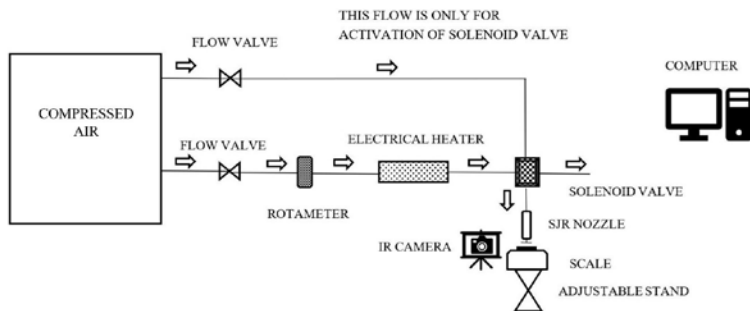 THIS FLOW IS ONLY FOR
ACTIVATION OF SOLENOID VALVE
FLOW VALVE
COMPUTER
COMPRESSED
AIR
FLOW VALVE
ELECTRICAL HEATER
SOLENOID VALVE
ROTAMETER
SJR NOZZLE
IR CAMERA
SCALE
ADJUSTABLE STAND